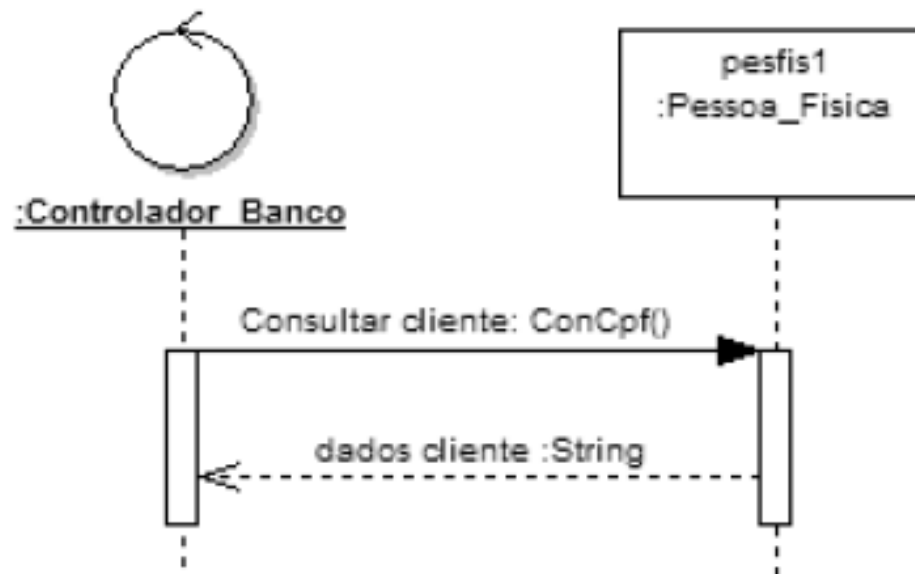 pesfis1
:Pessoa_Fisica
:Controlador_Banco
Consultar cliente: ConCpf()
dados cliente :String